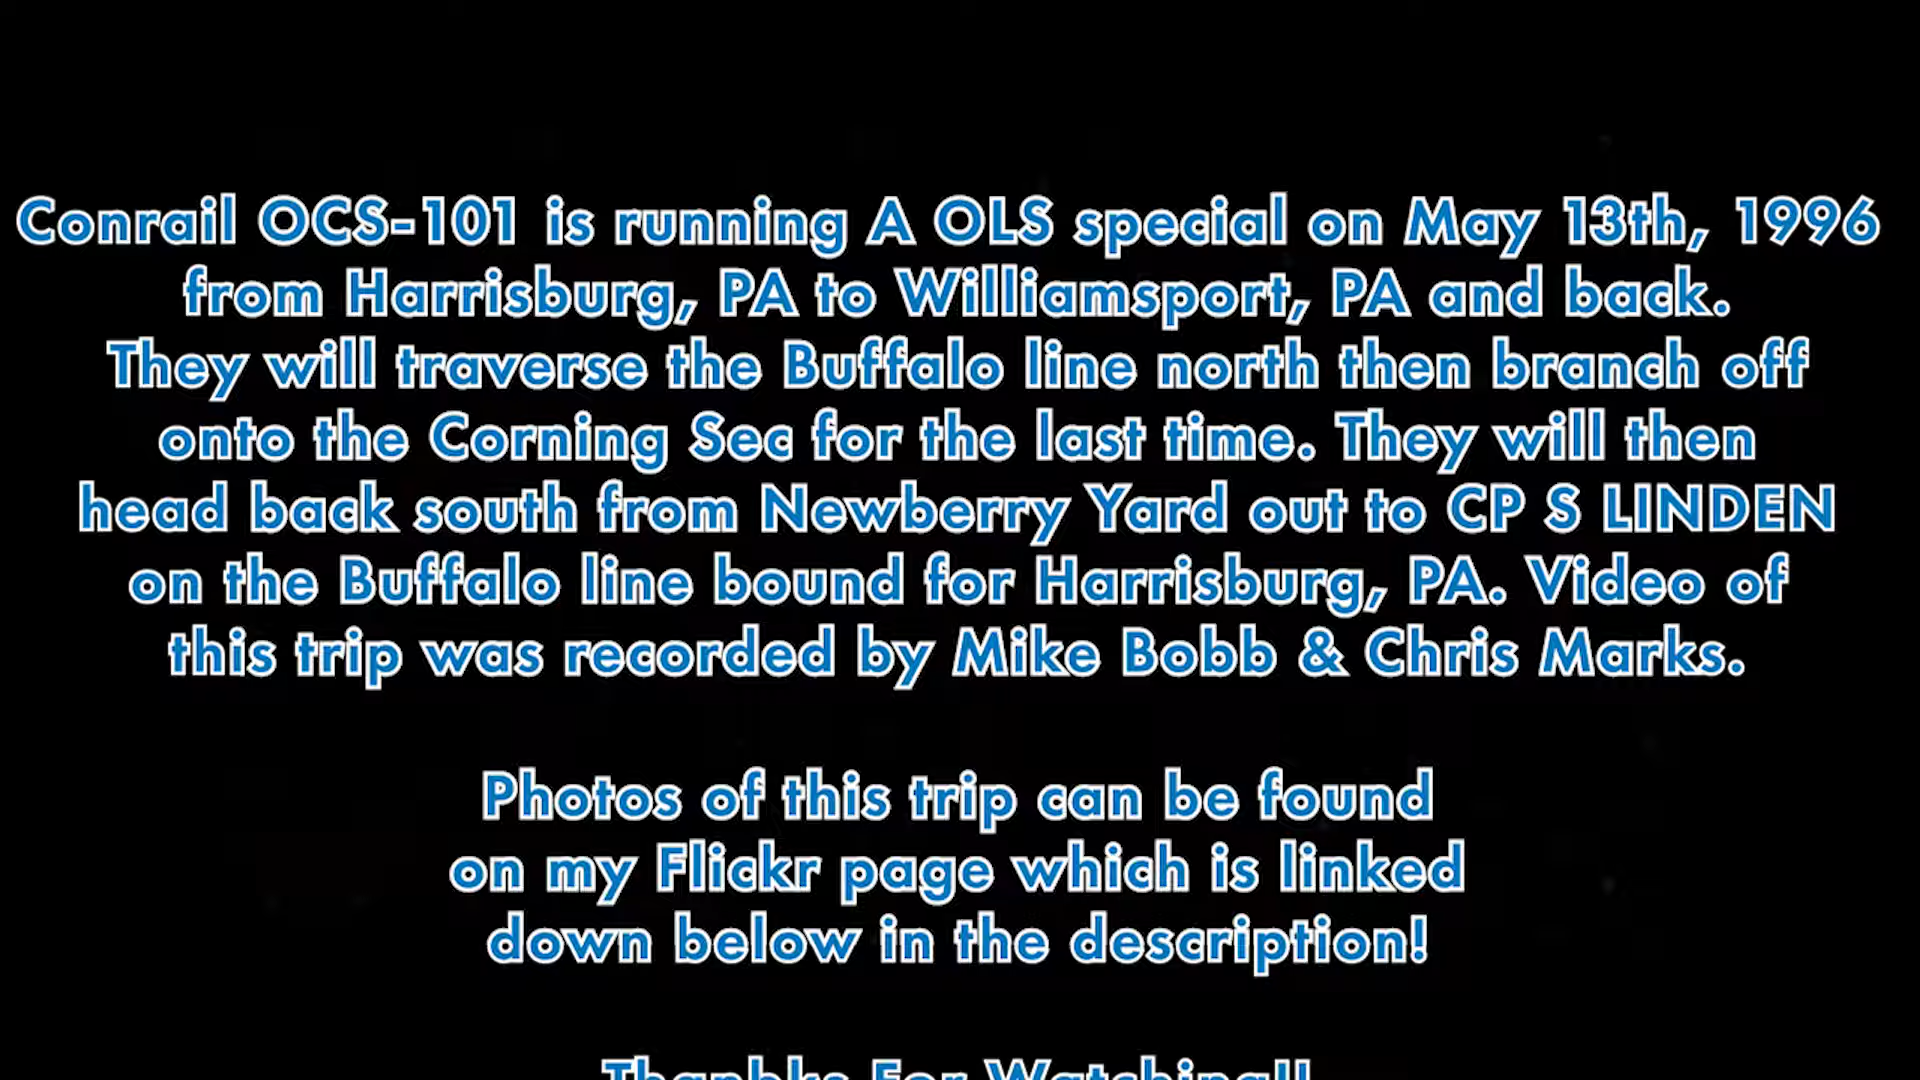 Conrail OCS-101 is running A OLS special on May 13th, 1996
from Harrisburg, PA to Williamsport, PA and back.
They will traverse the Buffalo line north then branch off
onto the Corning Sec for the last time. They will then
head back south from Newberry Yard out to CP S LINDEN
on the Buffalo line bound for Harrisburg, PA. Video of
this trip was recorded by Mike Bobb & Chris Marks.
Photos of this trip can be found
on my Flickr page which is linked
down below in the description!
Thanbks For Watching!!